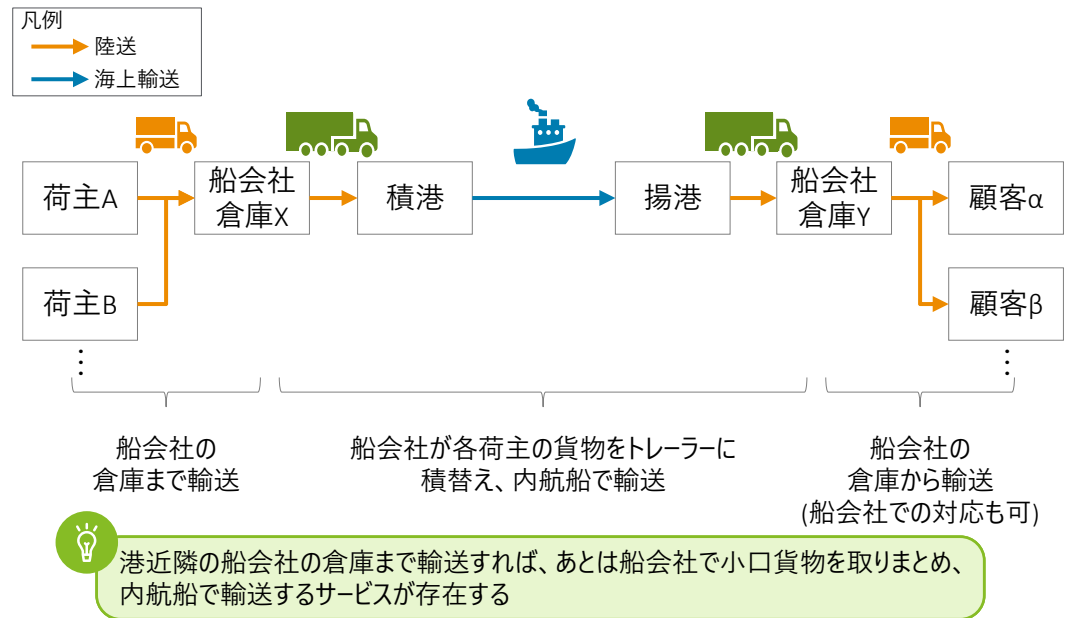 凡例
陸送
海上輸送
荷主A
船会社
倉庫X
積港
揚港
船会社
倉庫Y
顧客α
荷主B
顧客β
⋮
⋮
船会社の
倉庫まで輸送
船会社が各荷主の貨物をトレーラーに
積替え、内航船で輸送
船会社の
倉庫から輸送
(船会社での対応も可)
港近隣の船会社の倉庫まで輸送すれば、あとは船会社で小口貨物を取りまとめ、
内航船で輸送するサービスが存在する